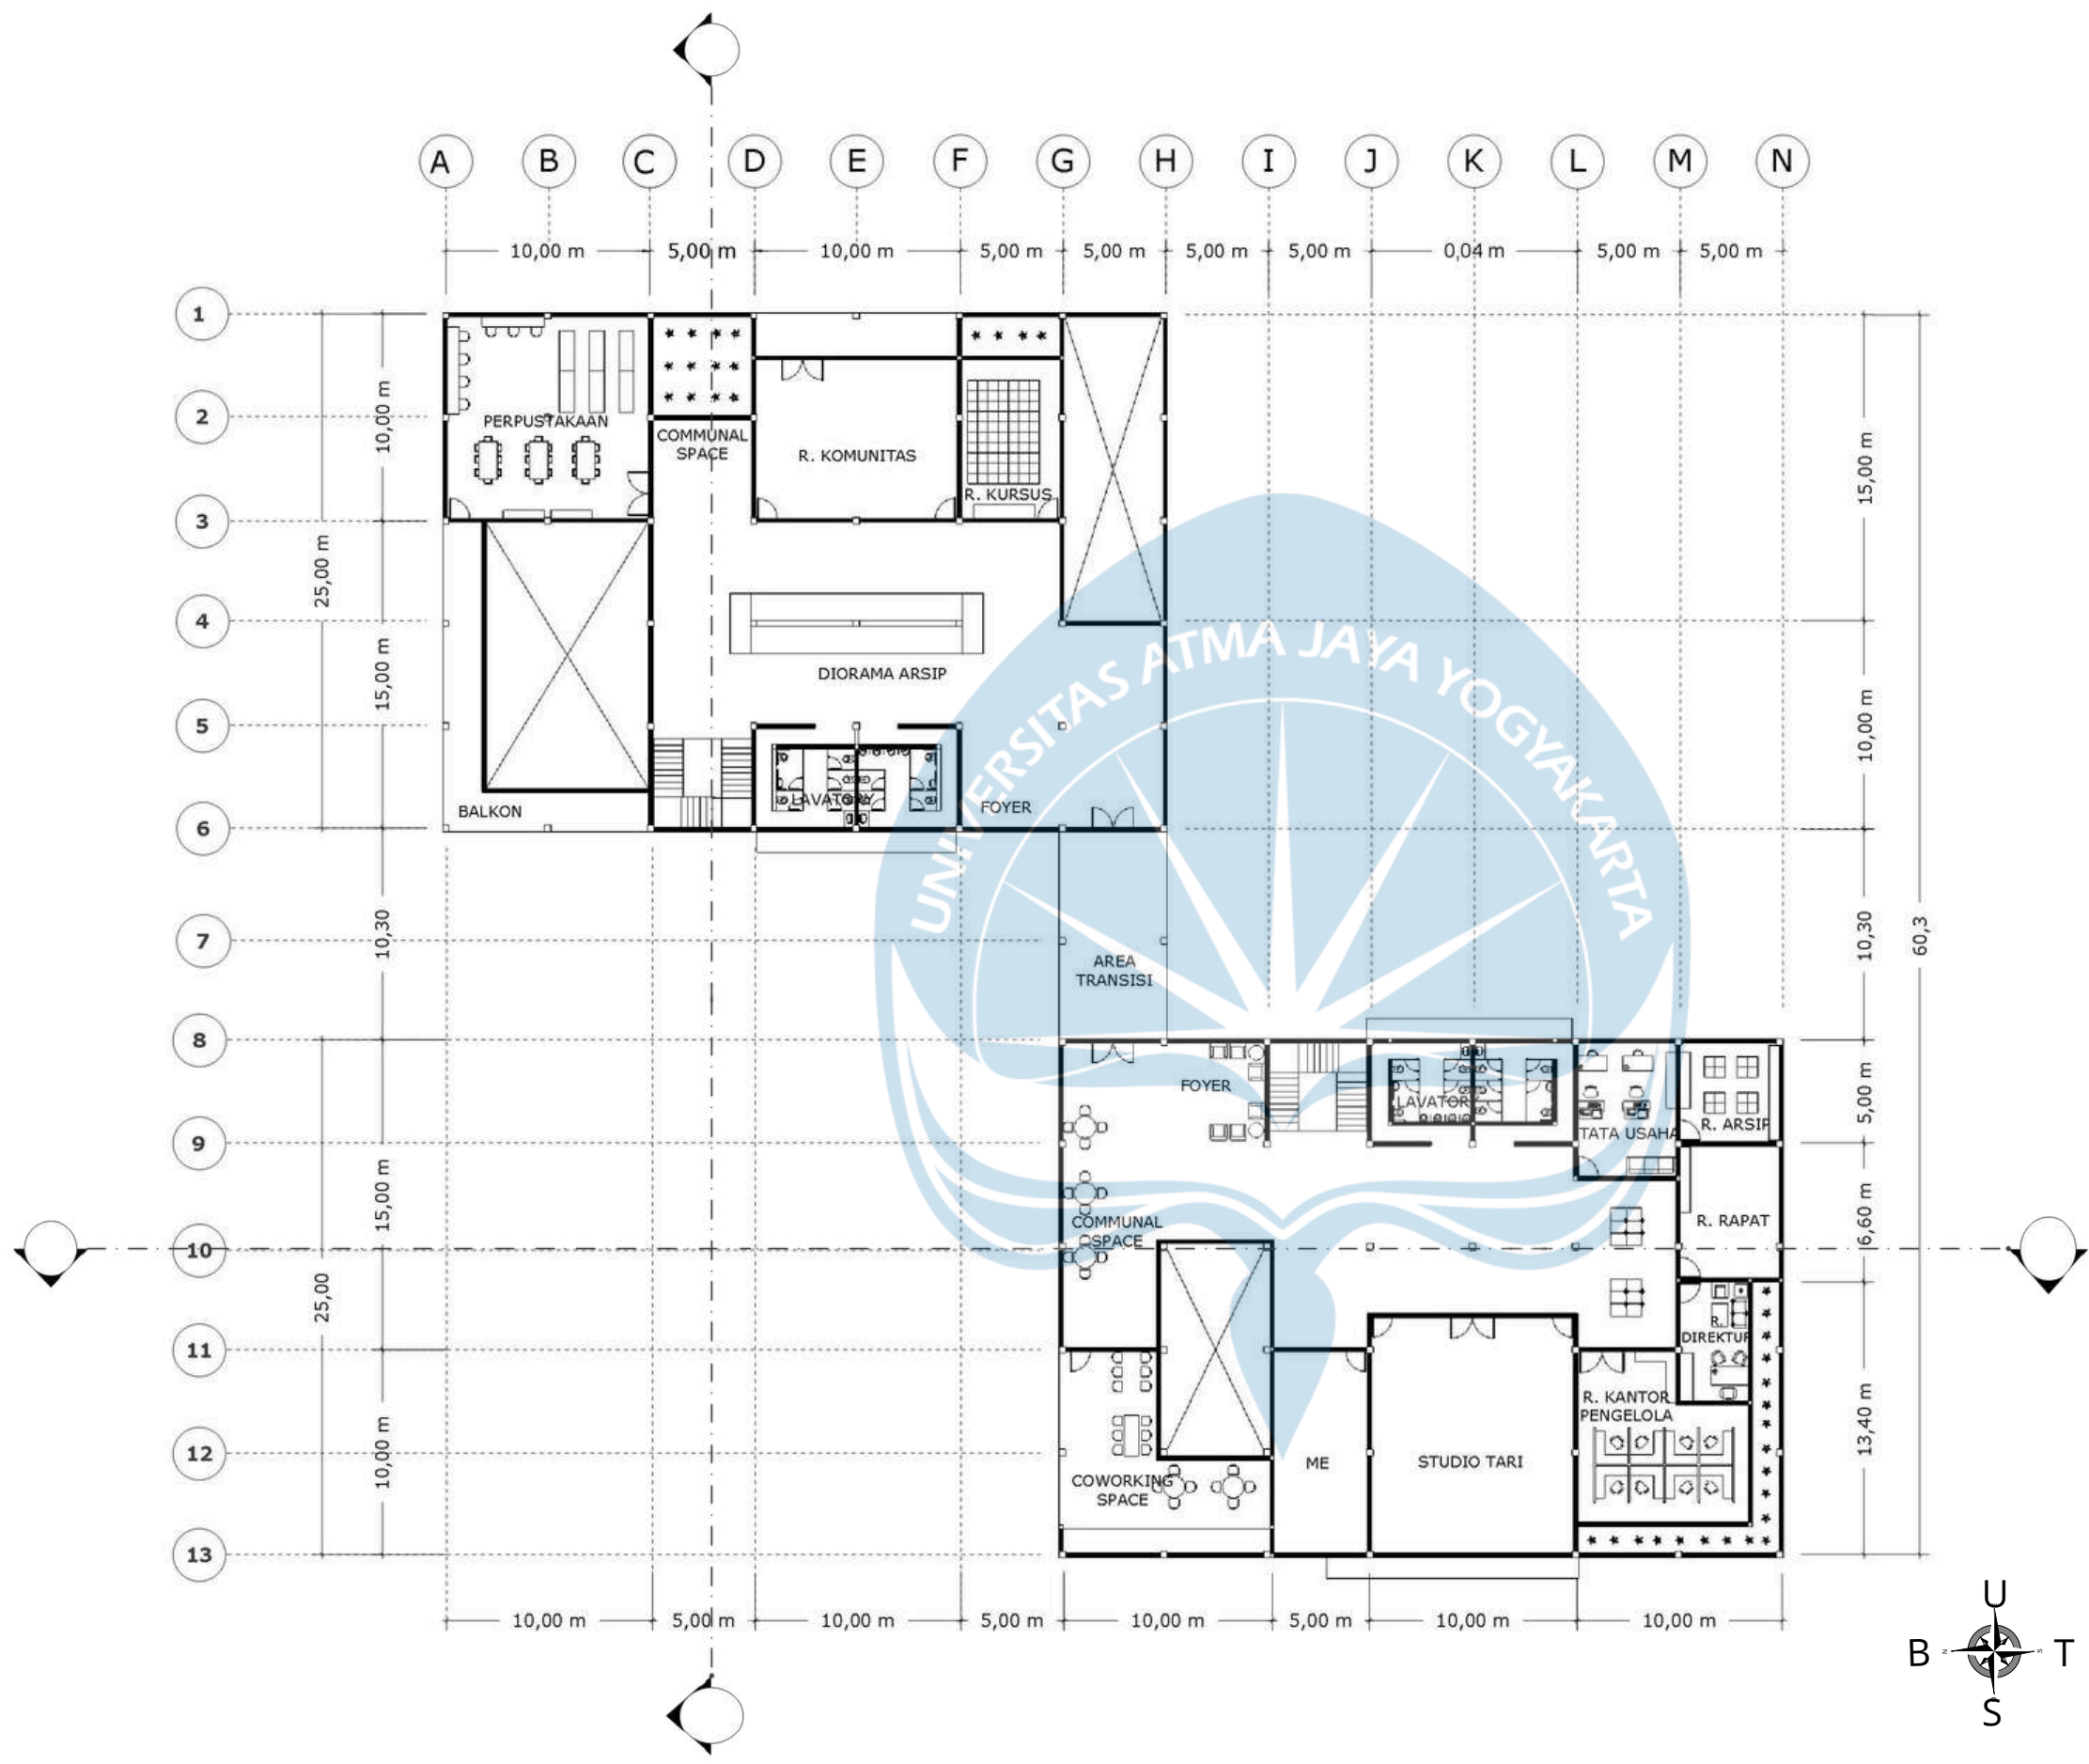 A B C D E F G H I J K L M N
10,00 m 5,00 m 10,00 m 5,00 m 5,00 m 5,00 m 5,00 m 0,04 m 5,00 m 5,00 m
1
2
3
4
5
6
7
8
9
10
11
12
13
25,00 m
10,00 m
15,00 m
10,30
15,00 m
25,00
10,00 m
PERPUSTAKAAN
COMMUNAL
SPACE
R. KOMUNITAS
R. KURSUS
DIORAMA ARSIP
BALKON
LAVATORY
FOYER
AREA
TRANSISI
UNIVERSITAS ATMA JAYA YOGYAKARTA
FOYER
LAVATORY
TATA USAHA
R. ARSIP
COMMUNAL
SPACE
R. RAPAT
R.
DIREKTUR
R. KANTOR
PENGELOLA
COWORKING
SPACE
ME
STUDIO TARI
15,00 m
10,00 m
10,30
60,3
5,00 m
6,60 m
13,40 m
10,00 m 5,00 m 10,00 m 5,00 m 10,00 m 5,00 m 10,00 m 10,00 m
U
B N S T
S